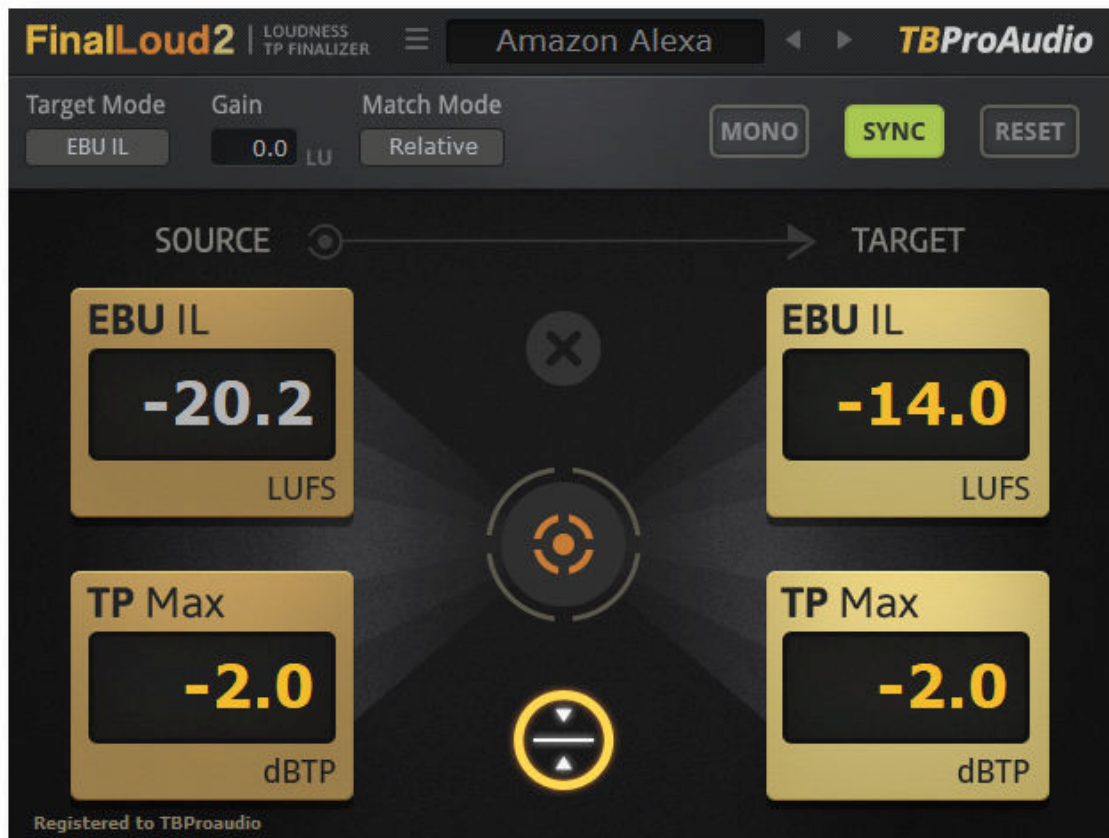 FinalLoud2 | LOUDNESS
TP FINALIZER
Amazon Alexa
TBProAudio
Target Mode
Gain
Match Mode
EBU IL
0.0 LU
Relative
MONO
SYNC
RESET
SOURCE
TARGET
EBU IL
-20.2
LUFS
EBU IL
-14.0
LUFS
TP Max
-2.0
dBTP
TP Max
-2.0
dBTP
Registered to TBProaudio